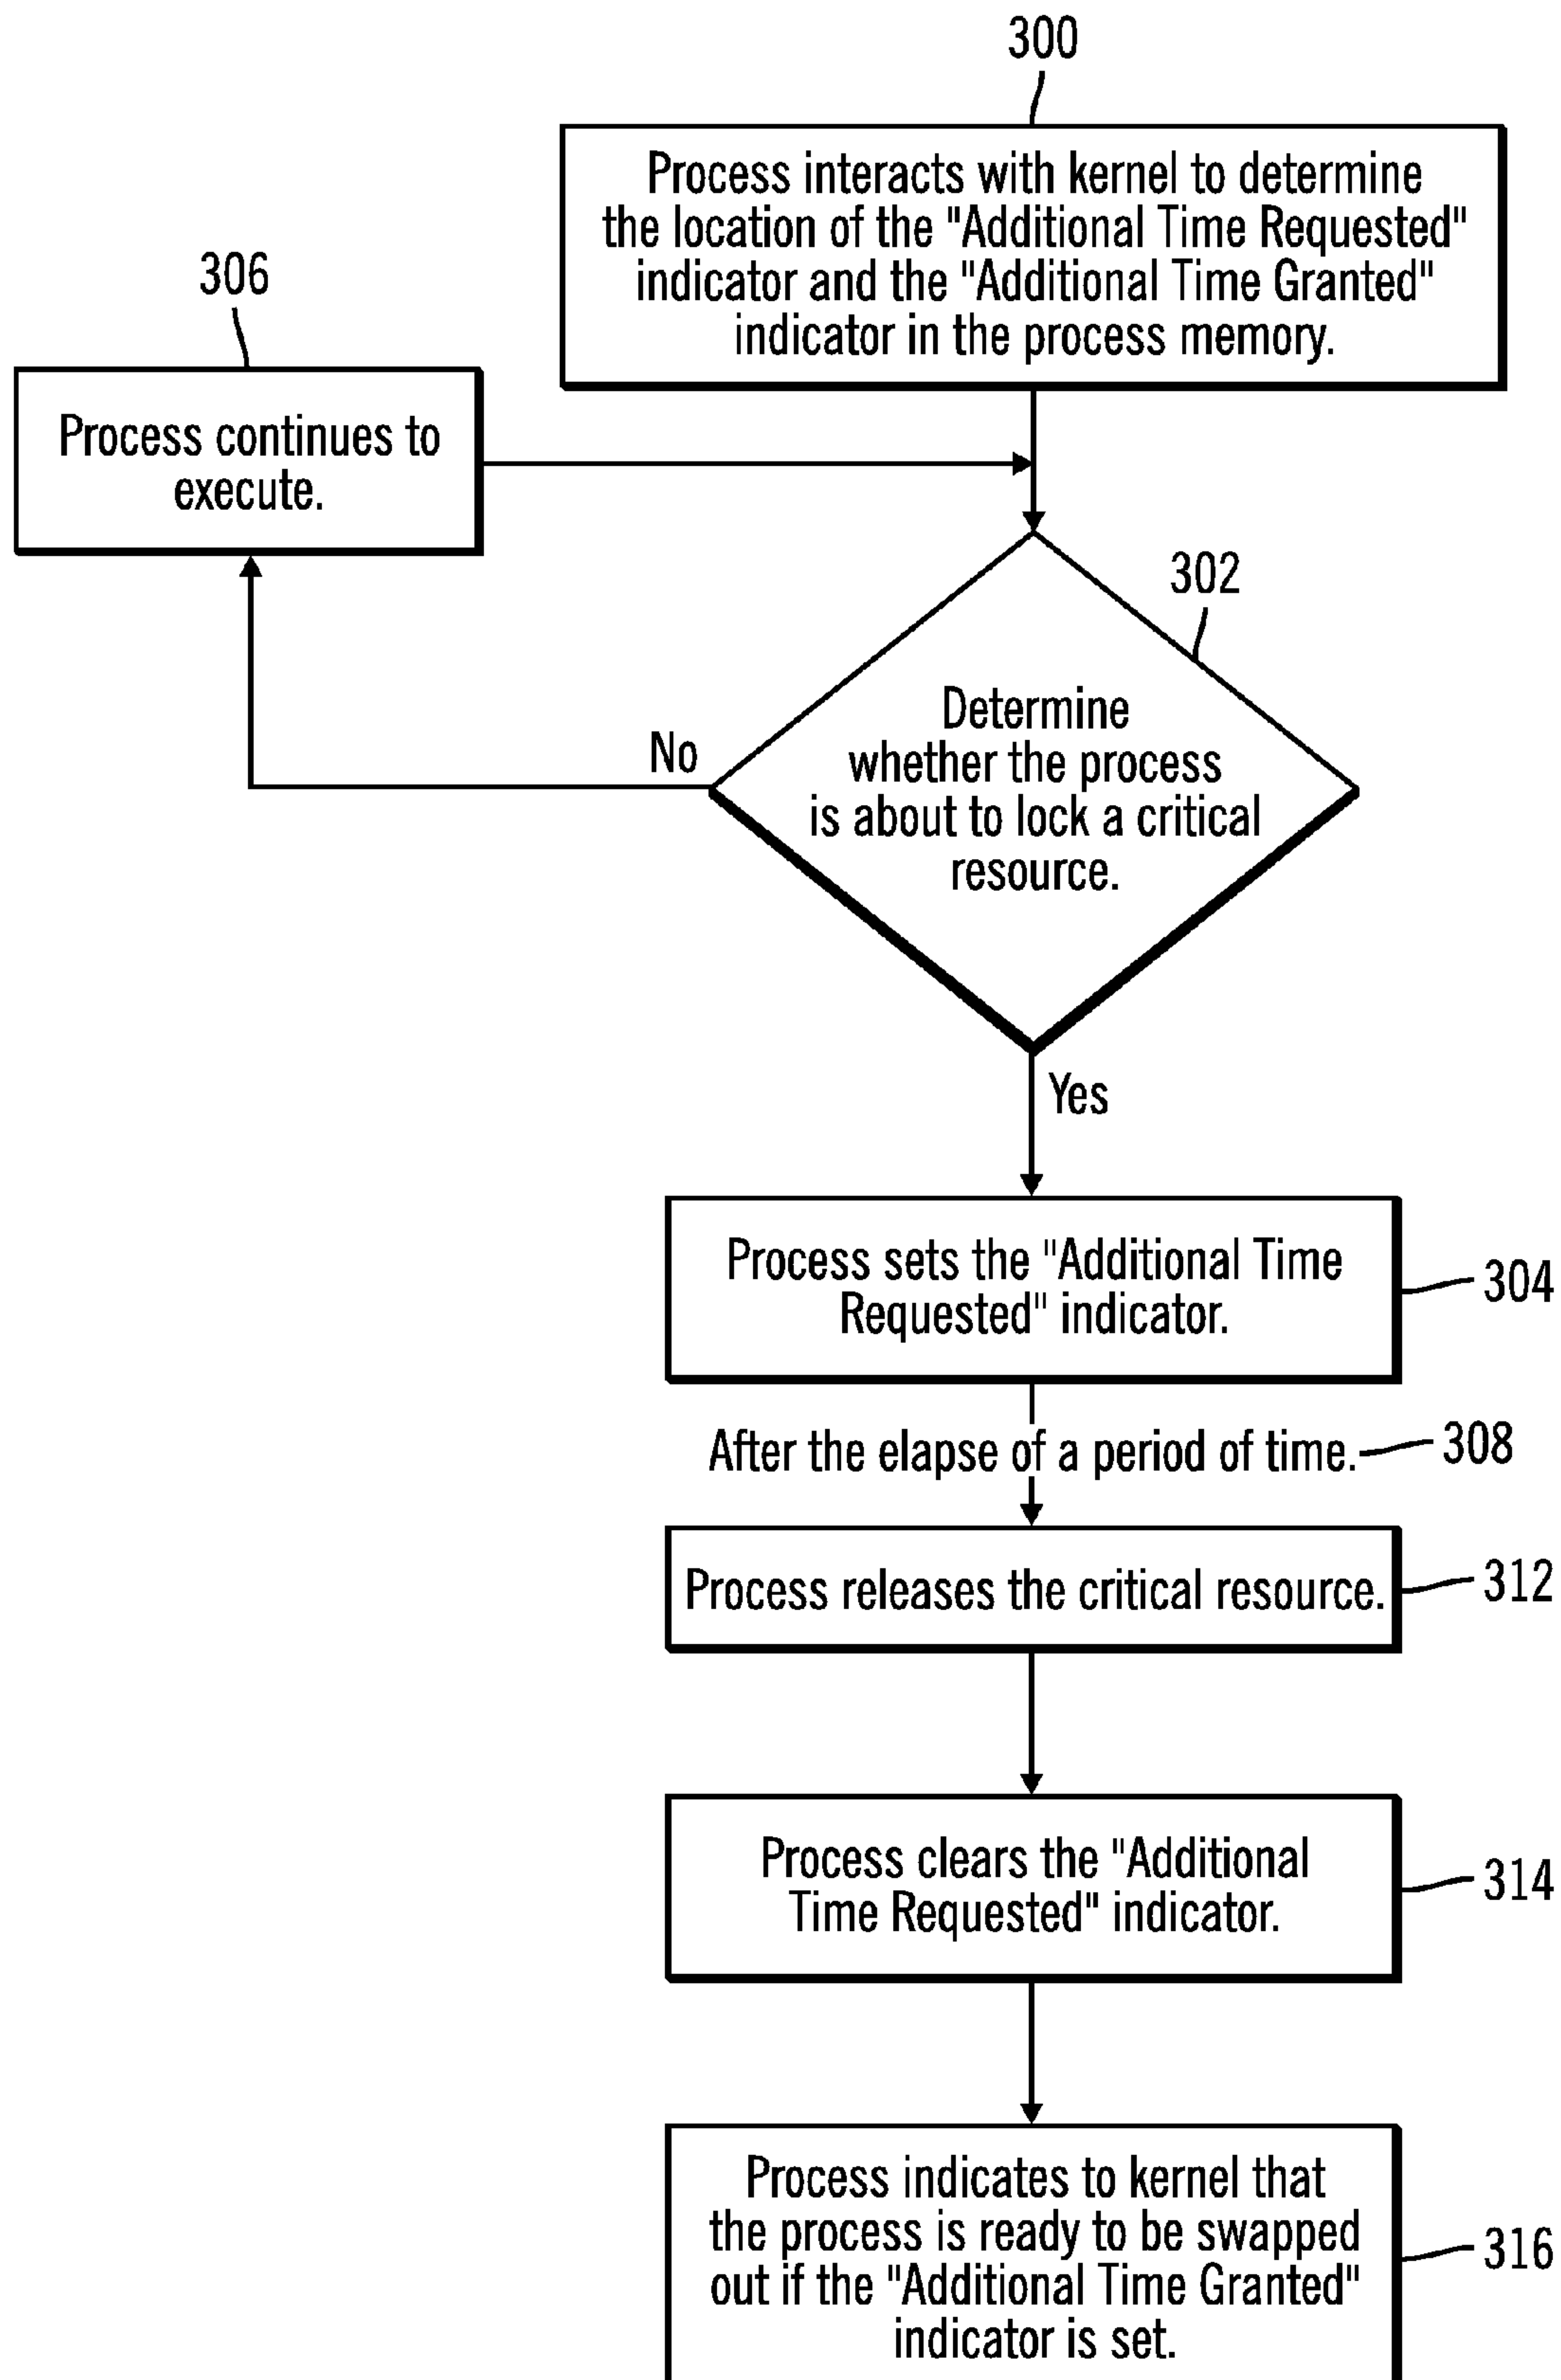 300
Process interacts with kernel to determine
the location of the "Additional Time Requested"
indicator and the "Additional Time Granted"
indicator in the process memory.
306
Process continues to
execute.
302
Determine
whether the process
is about to lock a critical
resource.
No
Yes
Process sets the "Additional Time
Requested" indicator.
304
After the elapse of a period of time.
308
Process releases the critical resource.
312
Process clears the "Additional
Time Requested" indicator.
314
Process indicates to kernel that
the process is ready to be swapped
out if the "Additional Time Granted"
indicator is set.
316